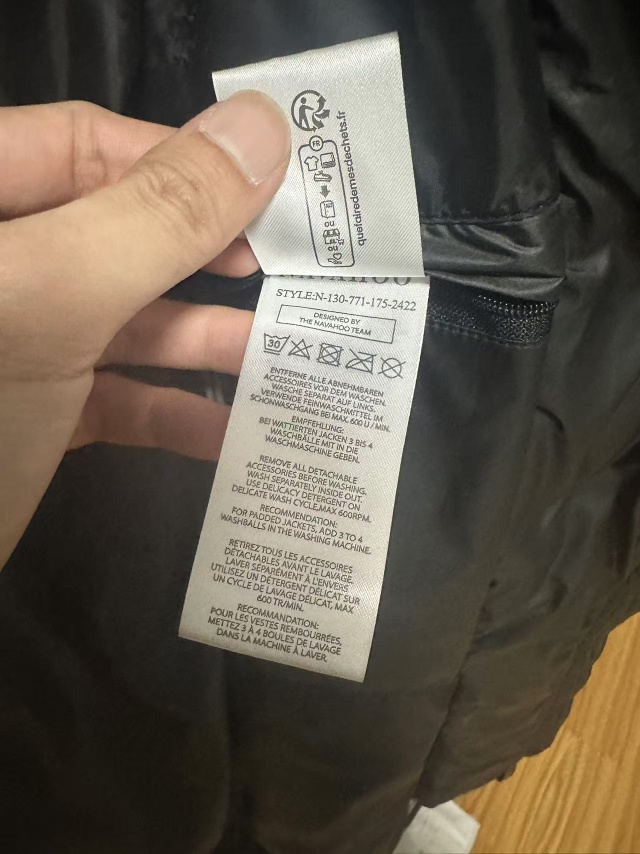 quefairedemesdechets.fr
FR
NAVAHOO
STYLE:N-130-771-175-2422
DESIGNED BY
THE NAVAHOO TEAM
30
ENTFERNE ALLE ABNEHMBAREN
ACCESSOIRES VOR DEM WASCHEN.
WASCHE SEPARAT AUF LINKS.
VERWENDE FEINWASCHMITTEL IM
SCHONWASCHGANG BEI MAX. 600 U / MIN.
EMPFEHLUNG:
BEI WATTIERTEN JACKEN 3 BIS 4
WASCHBÄLLE MIT IN DIE
WASCHMASCHINE GEBEN.
REMOVE ALL DETACHABLE
ACCESSORIES BEFORE WASHING.
WASH SEPARATELY INSIDE OUT.
USE DELICACY DETERGENT ON
DELICATE WASH CYCLE,MAX 600RPM.
RECOMMENDATION:
FOR PADDED JACKETS, ADD 3 TO 4
WASHBALLS IN THE WASHING MACHINE.
RETIREZ TOUS LES ACCESSOIRES
DÉTACHABLES AVANT LE LAVAGE.
LAVER SÉPARÉMENT À L'ENVERS
UTILISEZ UN DÉTERGENT DÉLICAT SUR
UN CYCLE DE LAVAGE DÉLICAT, MAX
600 TR/MIN.
RECOMMANDATION:
POUR LES VESTES REMBOURRÉES,
METTEZ 3 À 4 BOULES DE LAVAGE
DANS LA MACHINE À LAVER.